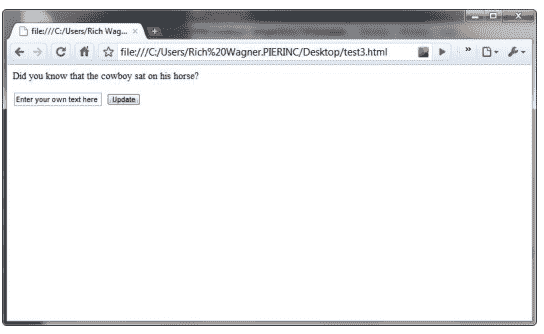 file:///C:/Users/Rich Wag...
file:///C:/Users/Rich%20Wagner.PIERINC/Desktop/test3.html
Did you know that the cowboy sat on his horse?
Enter your own text here Update